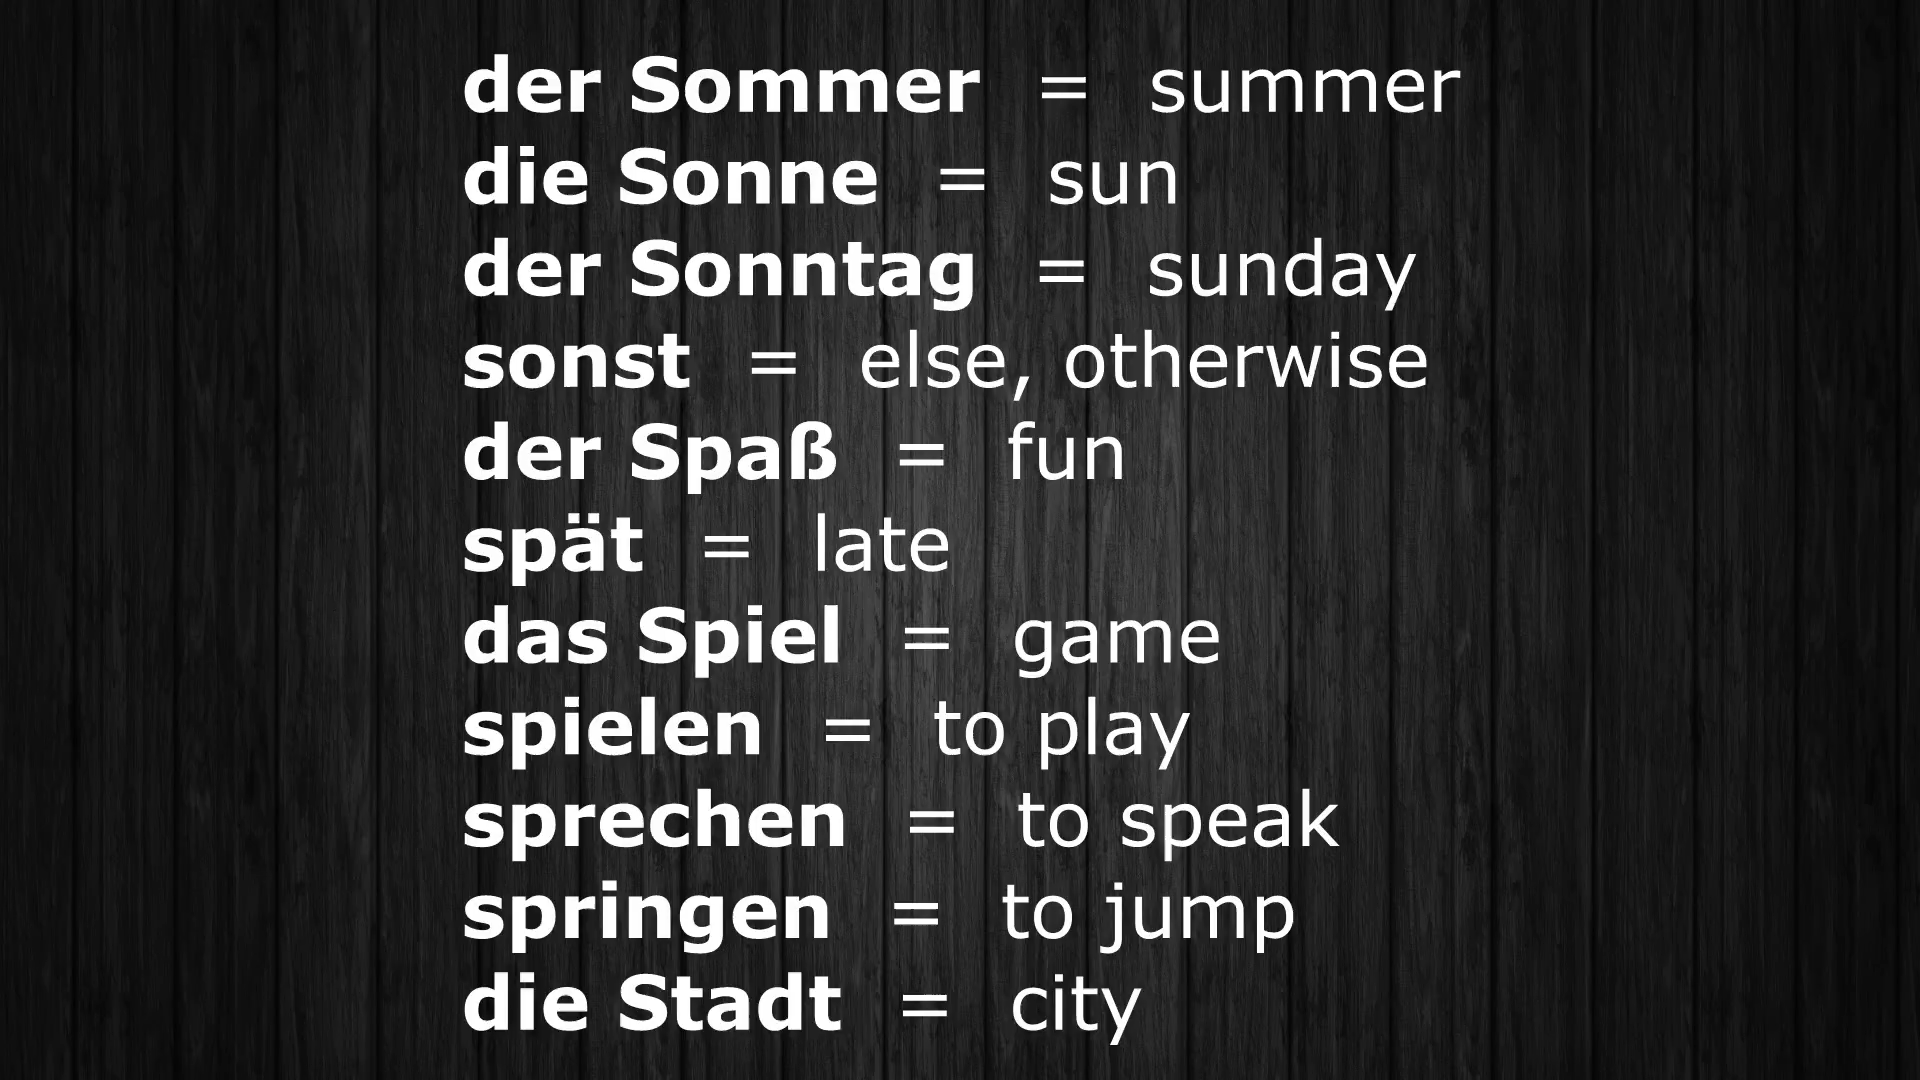 der Sommer = summer
die Sonne = sun
der Sonntag = sunday
sonst = else, otherwise
der Spaß = fun
spät = late
das Spiel = game
spielen = to play
sprechen = to speak
springen = to jump
die Stadt = city